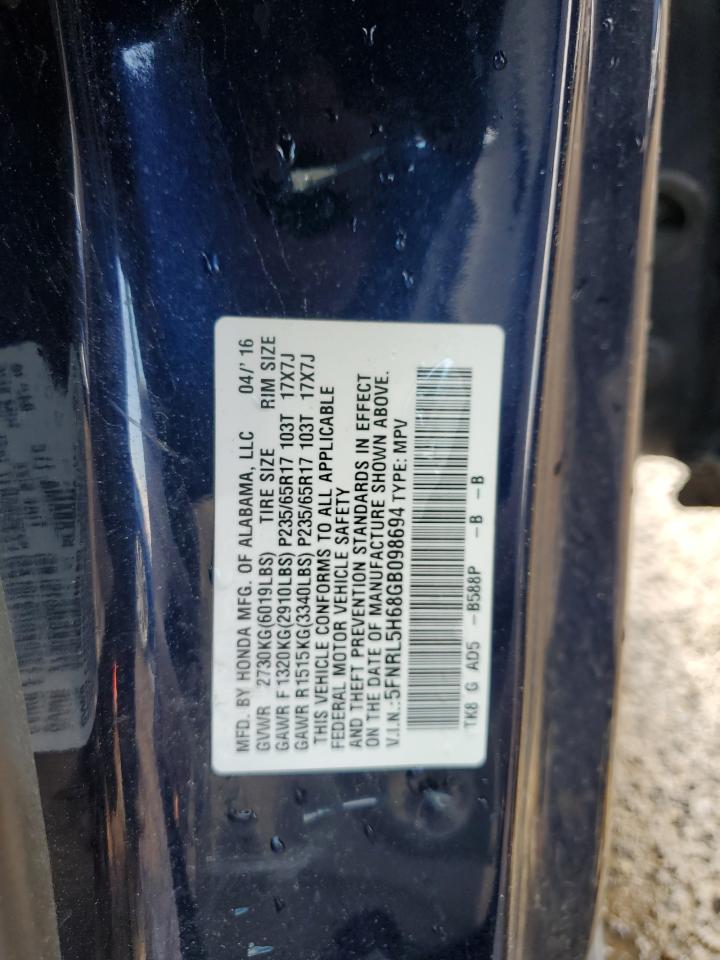 MFD. BY HONDA MFG. OF ALABAMA, LLC 04/' 16
GVWR 2730KG(6019LBS) TIRE SIZE RIM SIZE
GAWR F 1320KG(2910LBS) P235/65R17 103T 17X7J
GAWR R1515KG(3340LBS) P235/65R17 103T 17X7J
THIS VEHICLE CONFORMS TO ALL APPLICABLE
FEDERAL MOTOR VEHICLE SAFETY
AND THEFT PREVENTION STANDARDS IN EFFECT
ON THE DATE OF MANUFACTURE SHOWN ABOVE.
V.I.N.:5FNRL5H68GB098694 TYPE: MPV
TK8 G AD5 -B588P -B -B